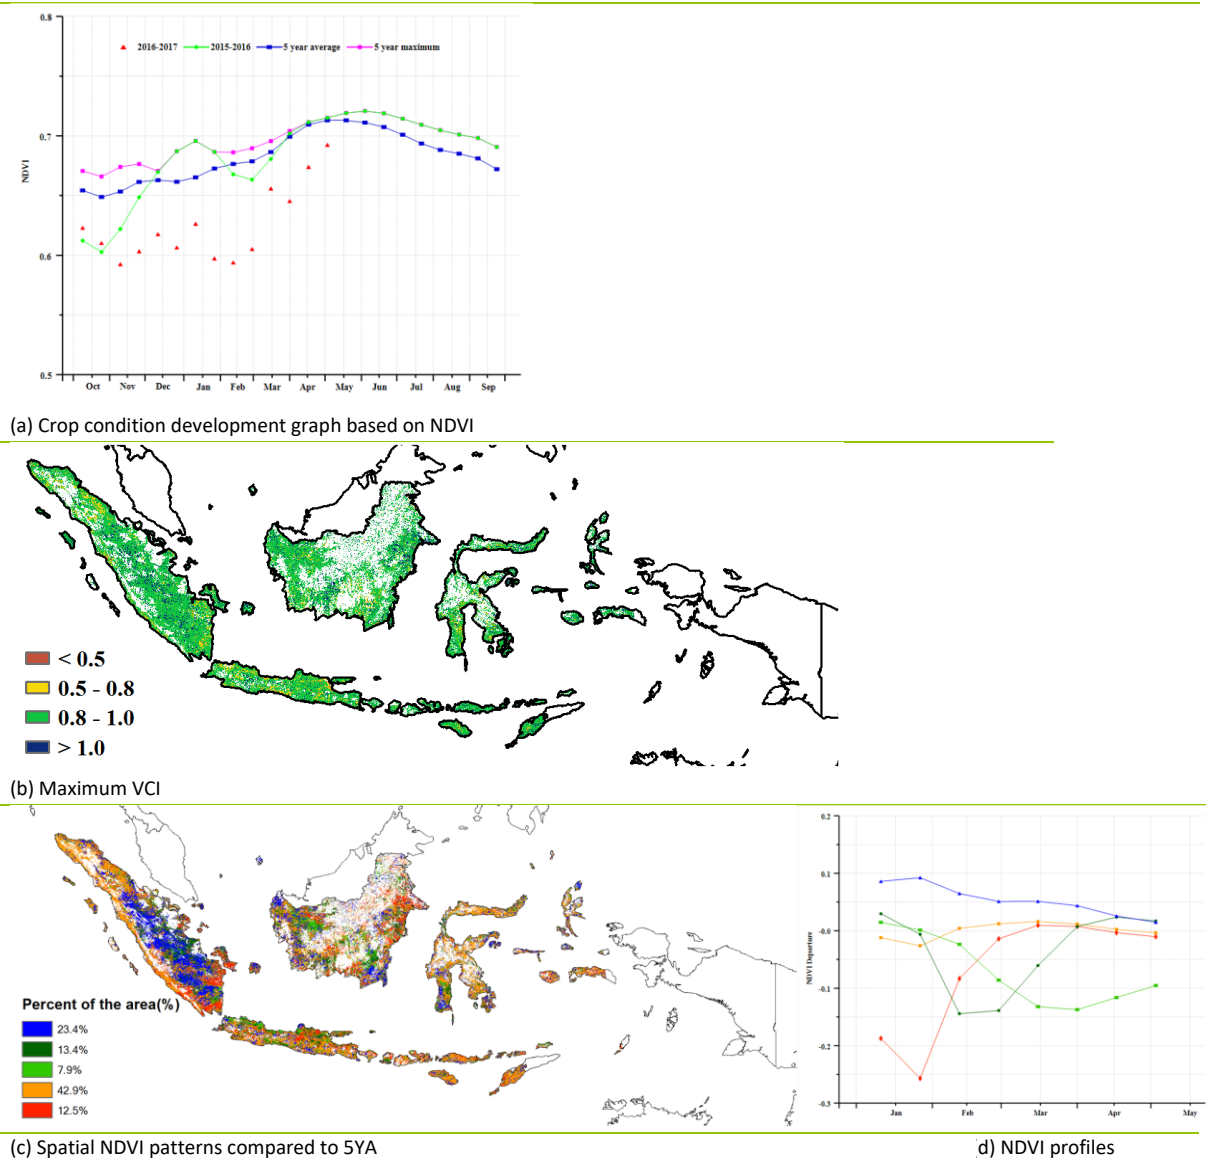 0.8
2016-2017 2015-2016 5 year average 5 year maximum
0.7
NDVI
0.6
0.5
Oct Nov Dec Jan Feb Mar Apr May Jun Jul Aug Sep
(a) Crop condition development graph based on NDVI
< 0.5
0.5 - 0.8
0.8 - 1.0
> 1.0
(b) Maximum VCI
Percent of the area(%)
23.4%
13.4%
7.9%
42.9%
12.5%
0.2
0.1
-0.0
NDVI Departure
-0.1
-0.2
-0.3
Jan Feb Mar Apr May
(c) Spatial NDVI patterns compared to 5YA
d) NDVI profiles